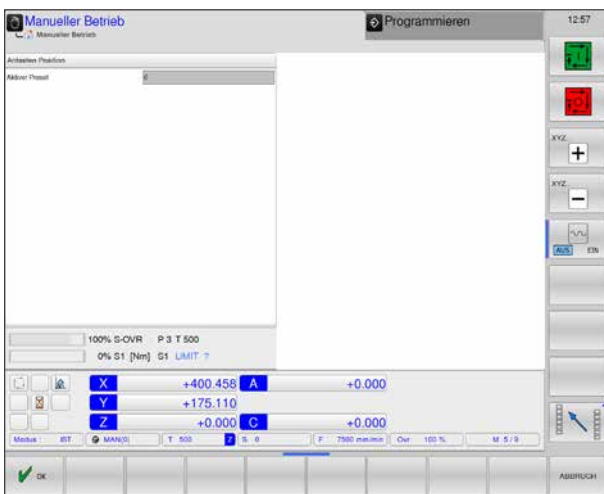 Manueller Betrieb
Manueller Betrieb
Programmieren
12:57
Antasten Position
Aktiver Preset
XYZ
+
XYZ
−
AUS EIN
100% S-OVR P 3 T 500
0% S1 [Nm] S1 LIMIT ?
X +400.458 A +0.000
Y +175.110
Z +0.000 C +0.000
Modus: IST MAN(0) T 500 Z S 0 F 7500 mm/min Ovr 100 % M 5/9
OK
ABBRUCH